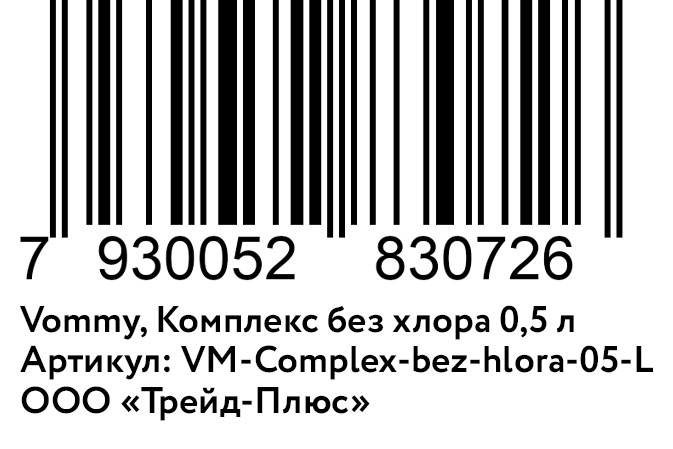 7 930052 830726
Vommy, Комплекс без хлора 0,5 л
Артикул: VM-Complex-bez-hlora-05-L
ООО «Трейд-Плюс»